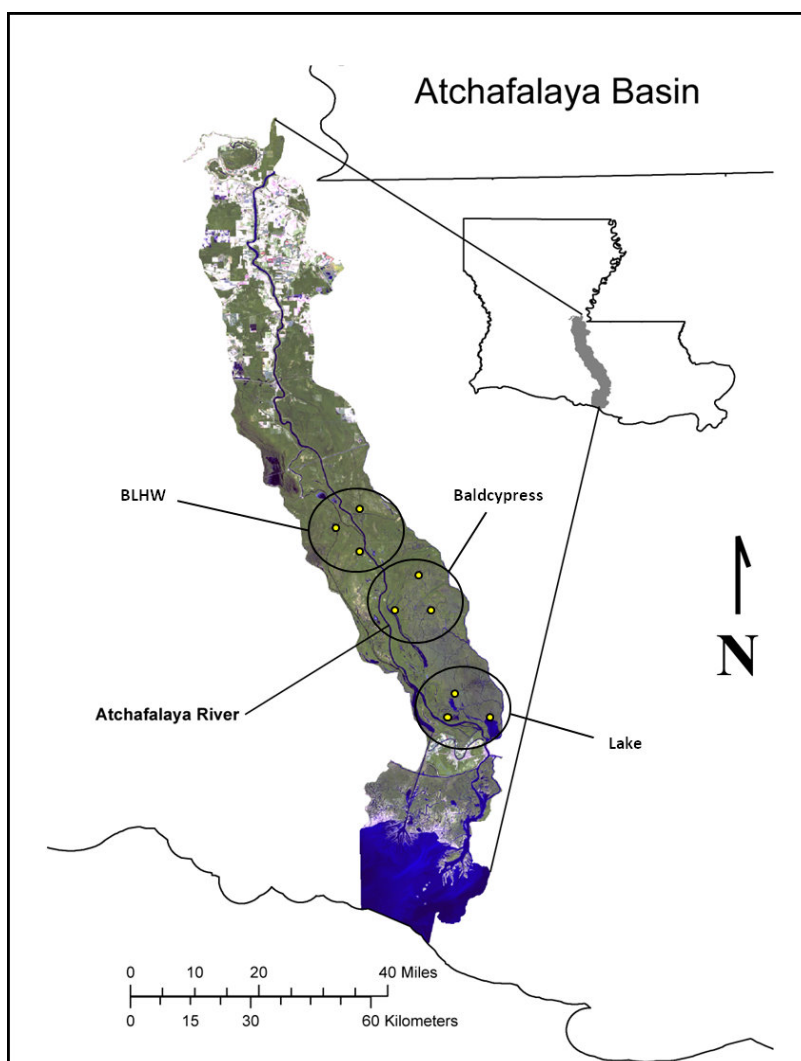 Atchafalaya Basin
BLHW
Baldcypress
N
Atchafalaya River
Lake
0 10 20 40 Miles
0 15 30 60 Kilometers